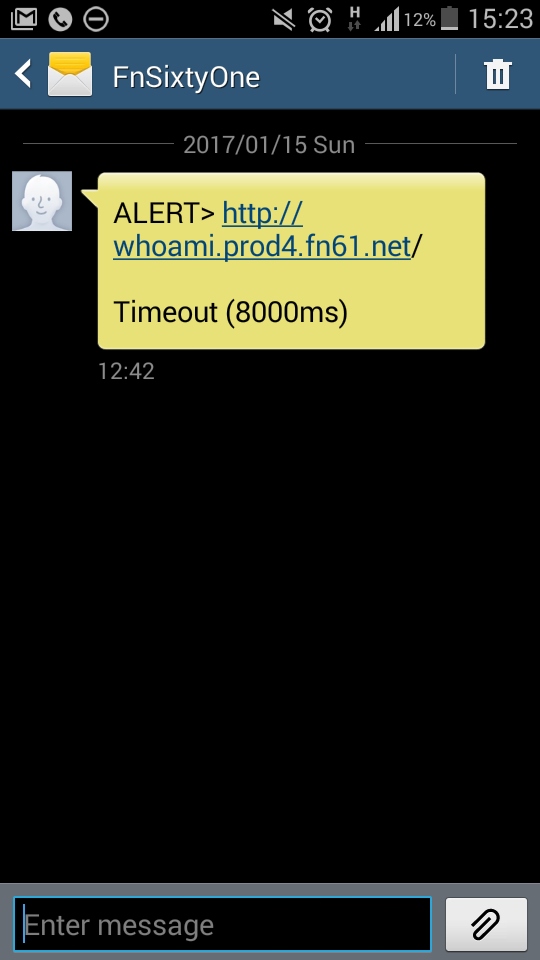 H 12% 15:23
FnSixtyOne
2017/01/15 Sun
ALERT> http://
whoami.prod4.fn61.net/
Timeout (8000ms)
12:42
Enter message